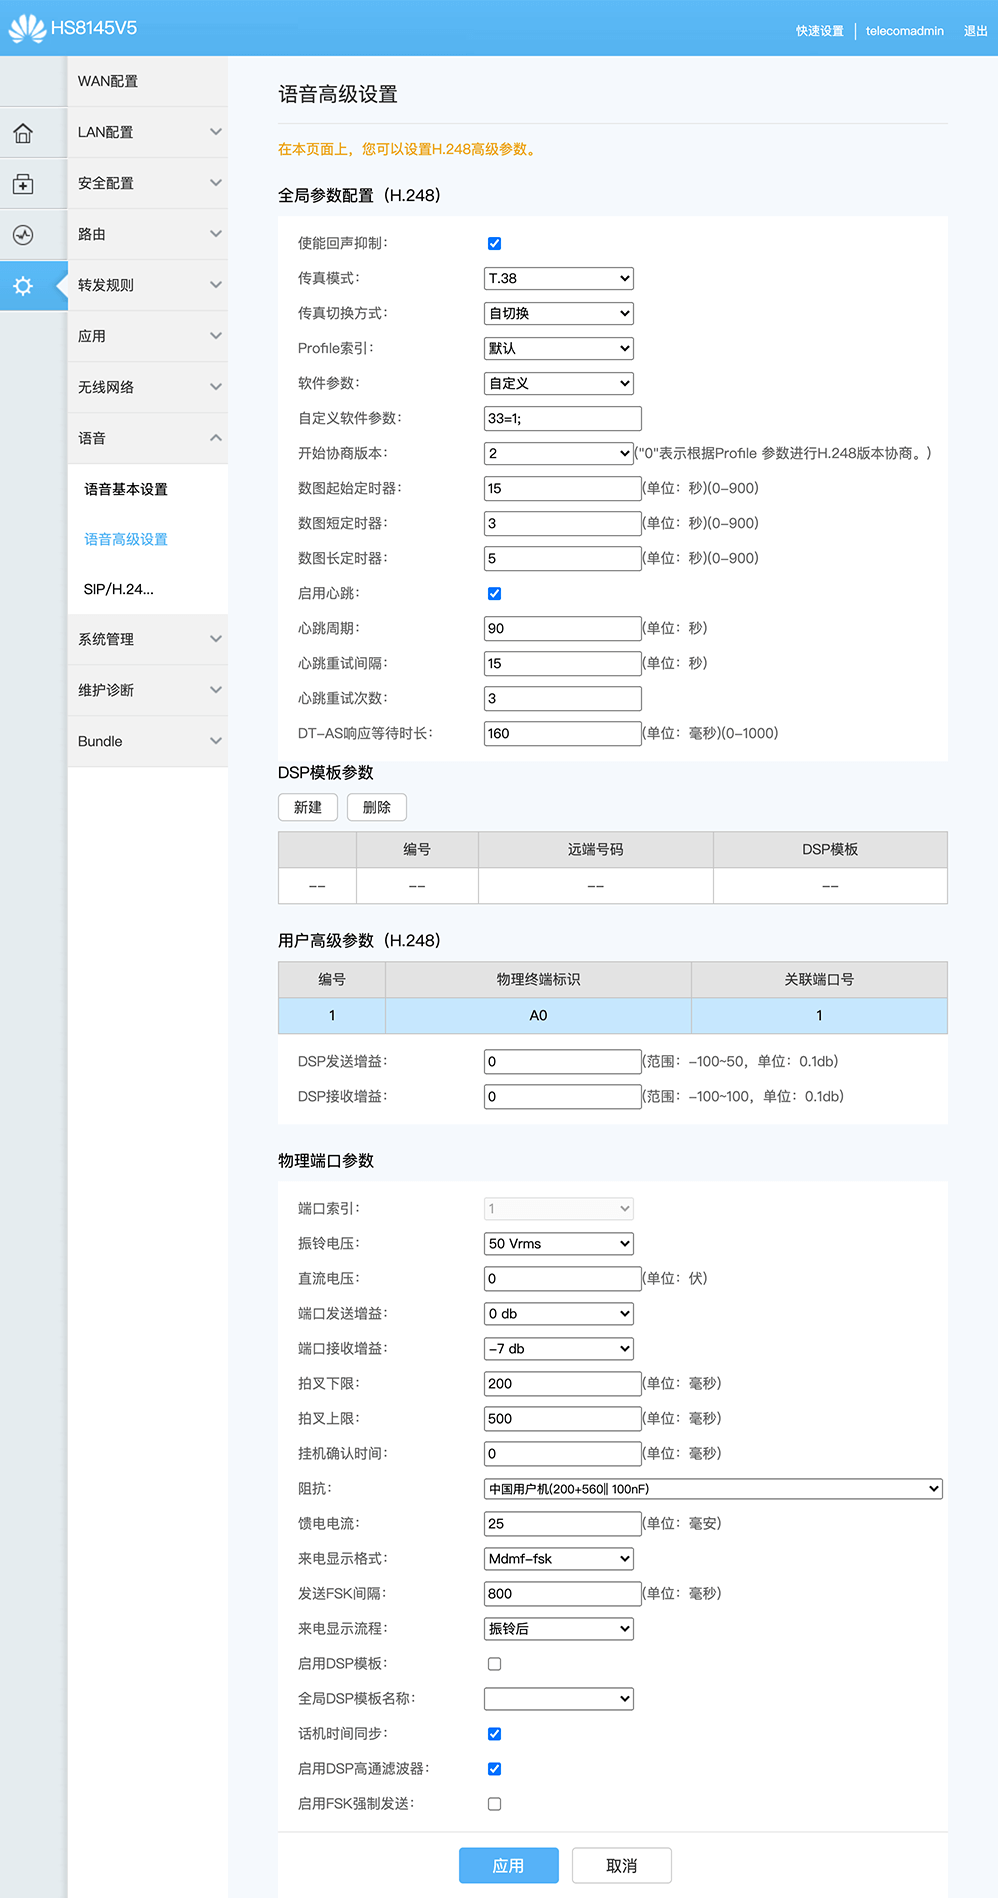 HS8145V5
快速设置
telecomadmin
退出
WAN配置
LAN配置
安全配置
路由
转发规则
应用
无线网络
语音
语音基本设置
语音高级设置
SIP/H.24...
系统管理
维护诊断
Bundle
语音高级设置
在本页面上，您可以设置H.248高级参数。
全局参数配置（H.248）
使能回声抑制：
传真模式： T.38
传真切换方式： 自切换
Profile索引： 默认
软件参数： 自定义
自定义软件参数： 33=1;
开始协商版本： 2 ("0"表示根据Profile 参数进行H.248版本协商。)
数图起始定时器： 15 (单位：秒)(0-900)
数图短定时器： 3 (单位：秒)(0-900)
数图长定时器： 5 (单位：秒)(0-900)
启用心跳：
心跳周期： 90 (单位：秒)
心跳重试间隔： 15 (单位：秒)
心跳重试次数： 3
DT-AS响应等待时长： 160 (单位：毫秒)(0-1000)
DSP模板参数
新建 删除
编号 远端号码 DSP模板
-- -- -- --
用户高级参数（H.248）
编号 物理终端标识 关联端口号
1 A0 1
DSP发送增益： 0 (范围：-100~50，单位：0.1db)
DSP接收增益： 0 (范围：-100~100，单位：0.1db)
物理端口参数
端口索引： 1
振铃电压： 50 Vrms
直流电压： 0 (单位：伏)
端口发送增益： 0 db
端口接收增益： -7 db
拍叉下限： 200 (单位：毫秒)
拍叉上限： 500 (单位：毫秒)
挂机确认时间： 0 (单位：毫秒)
阻抗： 中国用户机(200+560|| 100nF)
馈电电流： 25 (单位：毫安)
来电显示格式： Mdmf-fsk
发送FSK间隔： 800 (单位：毫秒)
来电显示流程： 振铃后
启用DSP模板：
全局DSP模板名称：
话机时间同步：
启用DSP高通滤波器：
启用FSK强制发送：
应用 取消